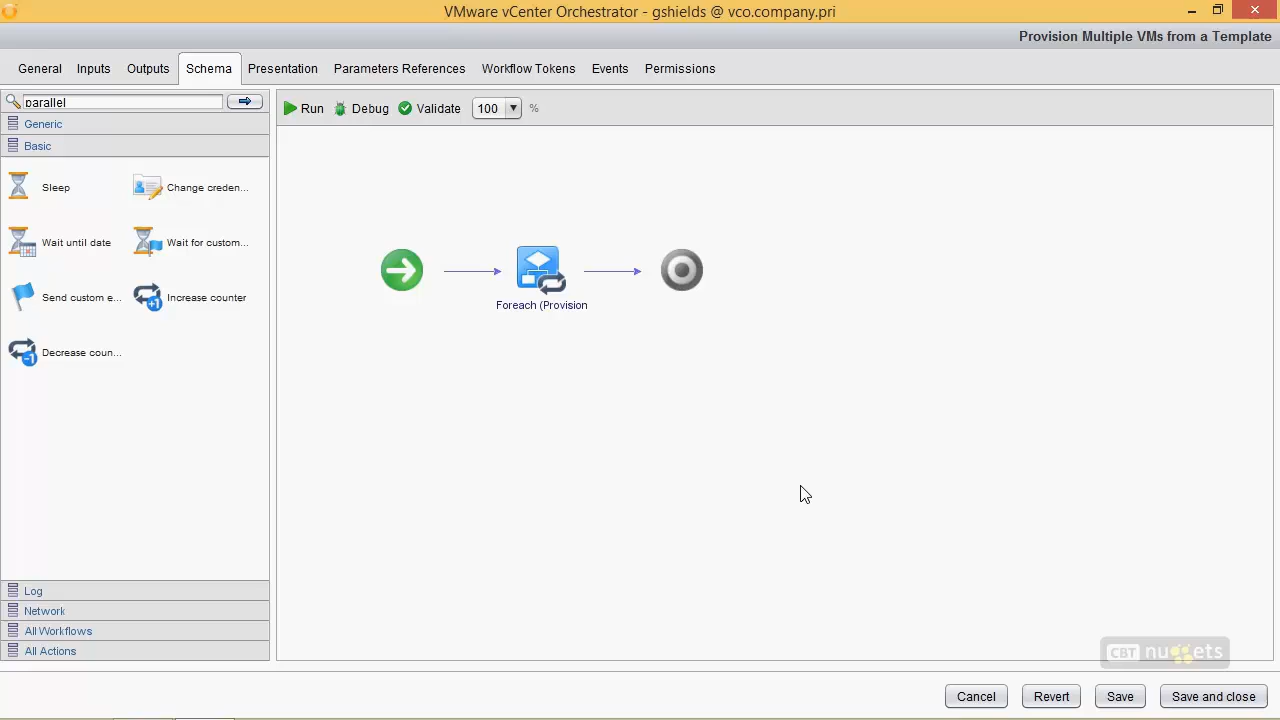 VMware vCenter Orchestrator - gshields @ vco.company.pri
Provision Multiple VMs from a Template
General Inputs Outputs Schema Presentation Parameters References Workflow Tokens Events Permissions
parallel
Run Debug Validate 100 %
Generic
Basic
Sleep Change creden...
Wait until date Wait for custom...
Send custom e... Increase counter
Decrease coun...
Foreach (Provision
Log
Network
All Workflows
All Actions
CBT nuggets
Cancel Revert Save Save and close